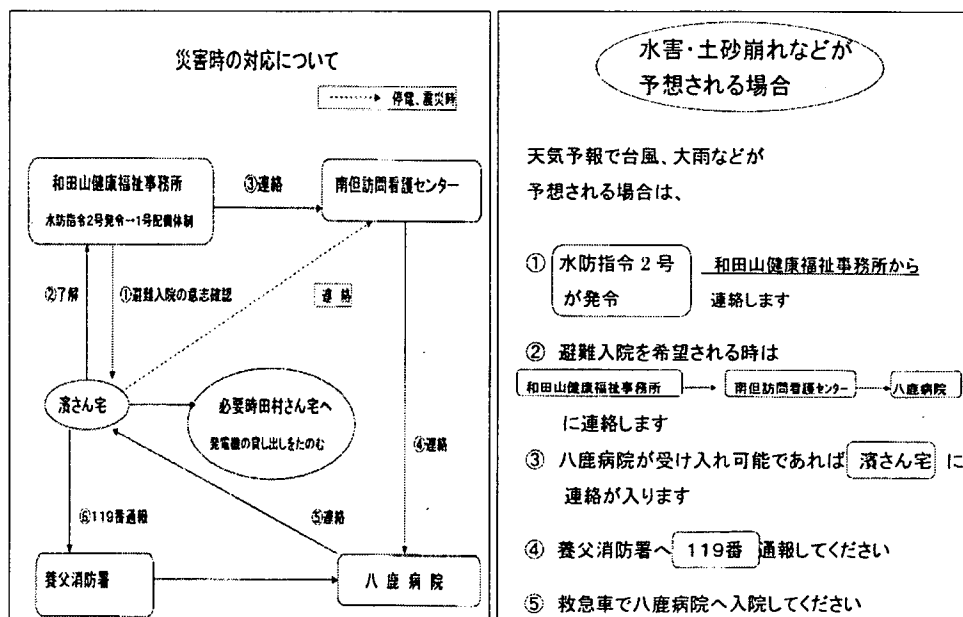 災害時の対応について
停電、震災時
和田山健康福祉事務所
水防指令2号発令→1号配備体制
③連絡
南但訪問看護センター
②了解
①避難入院の意志確認
連 絡
濱さん宅
必要時田村さん宅へ
発電機の貸し出しをたのむ
④連絡
⑥119番通報
⑤連絡
養父消防署
八 鹿 病 院
水害・土砂崩れなどが
予想される場合
天気予報で台風、大雨などが
予想される場合は、
① 水防指令2号 和田山健康福祉事務所から
が発令 連絡します
② 避難入院を希望される時は
和田山健康福祉事務所 南但訪問看護センター 八鹿病院
に連絡します
③ 八鹿病院が受け入れ可能であれば 濱さん宅 に
連絡が入ります
④ 養父消防署へ 119番 通報してください
⑤ 救急車で八鹿病院へ入院してください